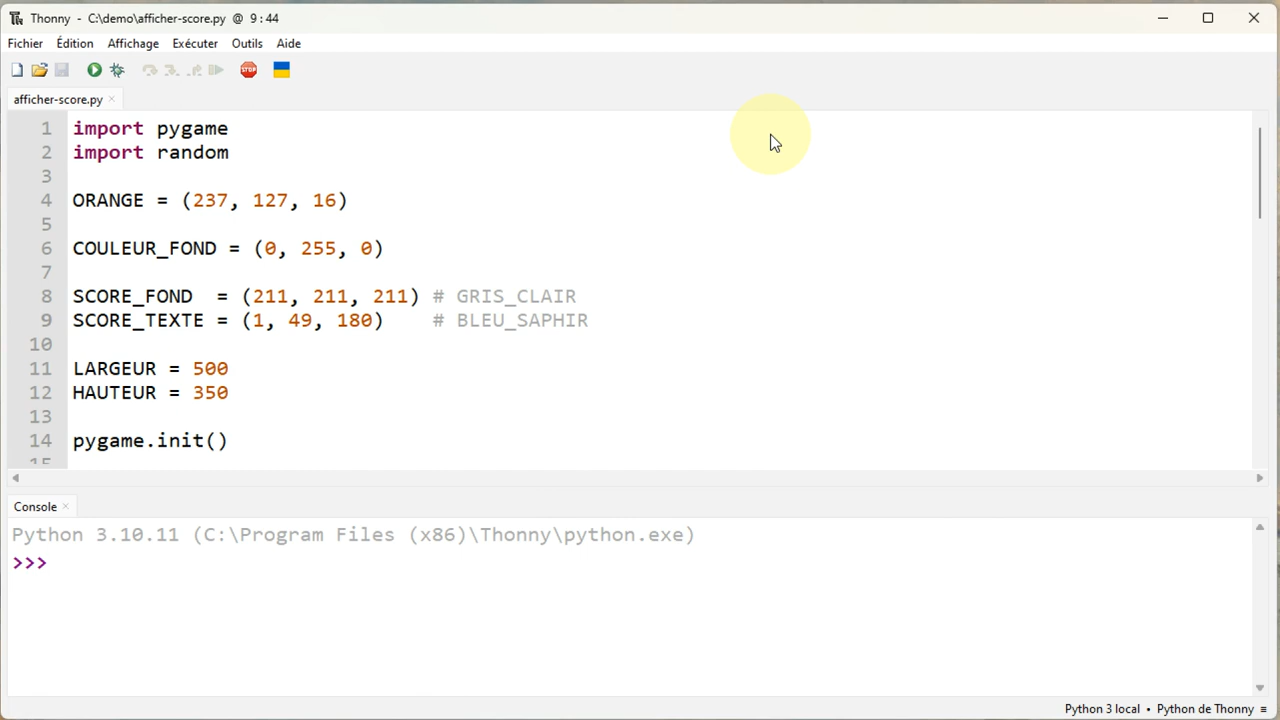 Thonny - C:\demo\afficher-score.py @ 9 : 44
Fichier Édition Affichage Exécuter Outils Aide
STOP
afficher-score.py ×
1 import pygame
2 import random
3
4 ORANGE = (237, 127, 16)
5
6 COULEUR_FOND = (0, 255, 0)
7
8 SCORE_FOND  = (211, 211, 211) # GRIS_CLAIR
9 SCORE_TEXTE = (1, 49, 180)    # BLEU_SAPHIR
10
11 LARGEUR = 500
12 HAUTEUR = 350
13
14 pygame.init()
15
Console ×
Python 3.10.11 (C:\Program Files (x86)\Thonny\python.exe)
>>>
Python 3 local • Python de Thonny ≡